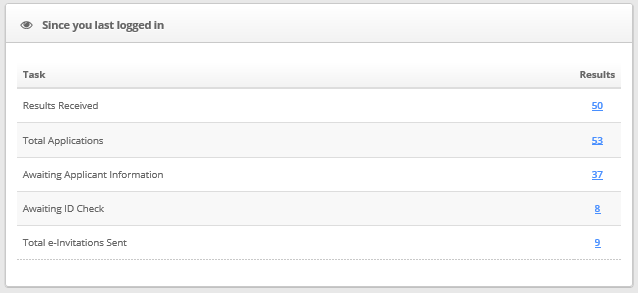 Since you last logged in
Task Results
Results Received 50
Total Applications 53
Awaiting Applicant Information 37
Awaiting ID Check 8
Total e-Invitations Sent 9